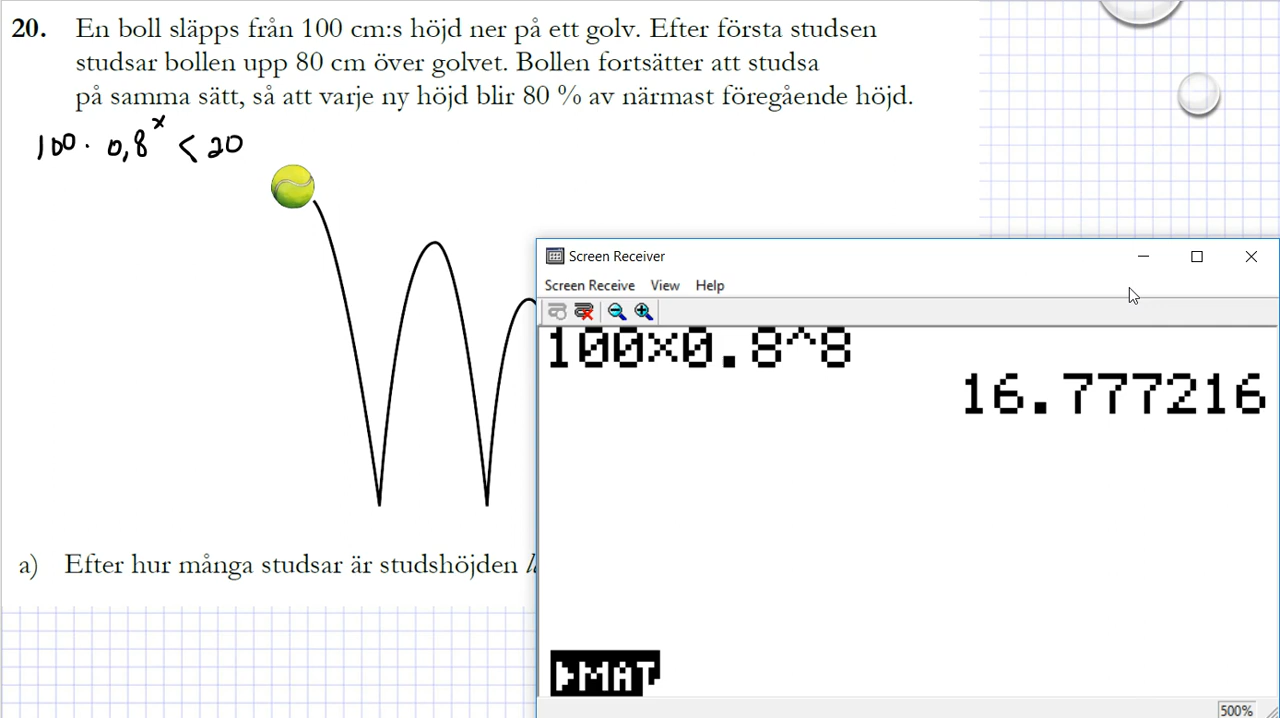 20. En boll släpps från 100 cm:s höjd ner på ett golv. Efter första studsen
studsar bollen upp 80 cm över golvet. Bollen fortsätter att studsa
på samma sätt, så att varje ny höjd blir 80 % av närmast föregående höjd.
100 · 0,8^x < 20
Screen Receiver
Screen Receive View Help
100×0.8^8
16.777216
a) Efter hur många studsar är studshöjden
▶MAT
500%